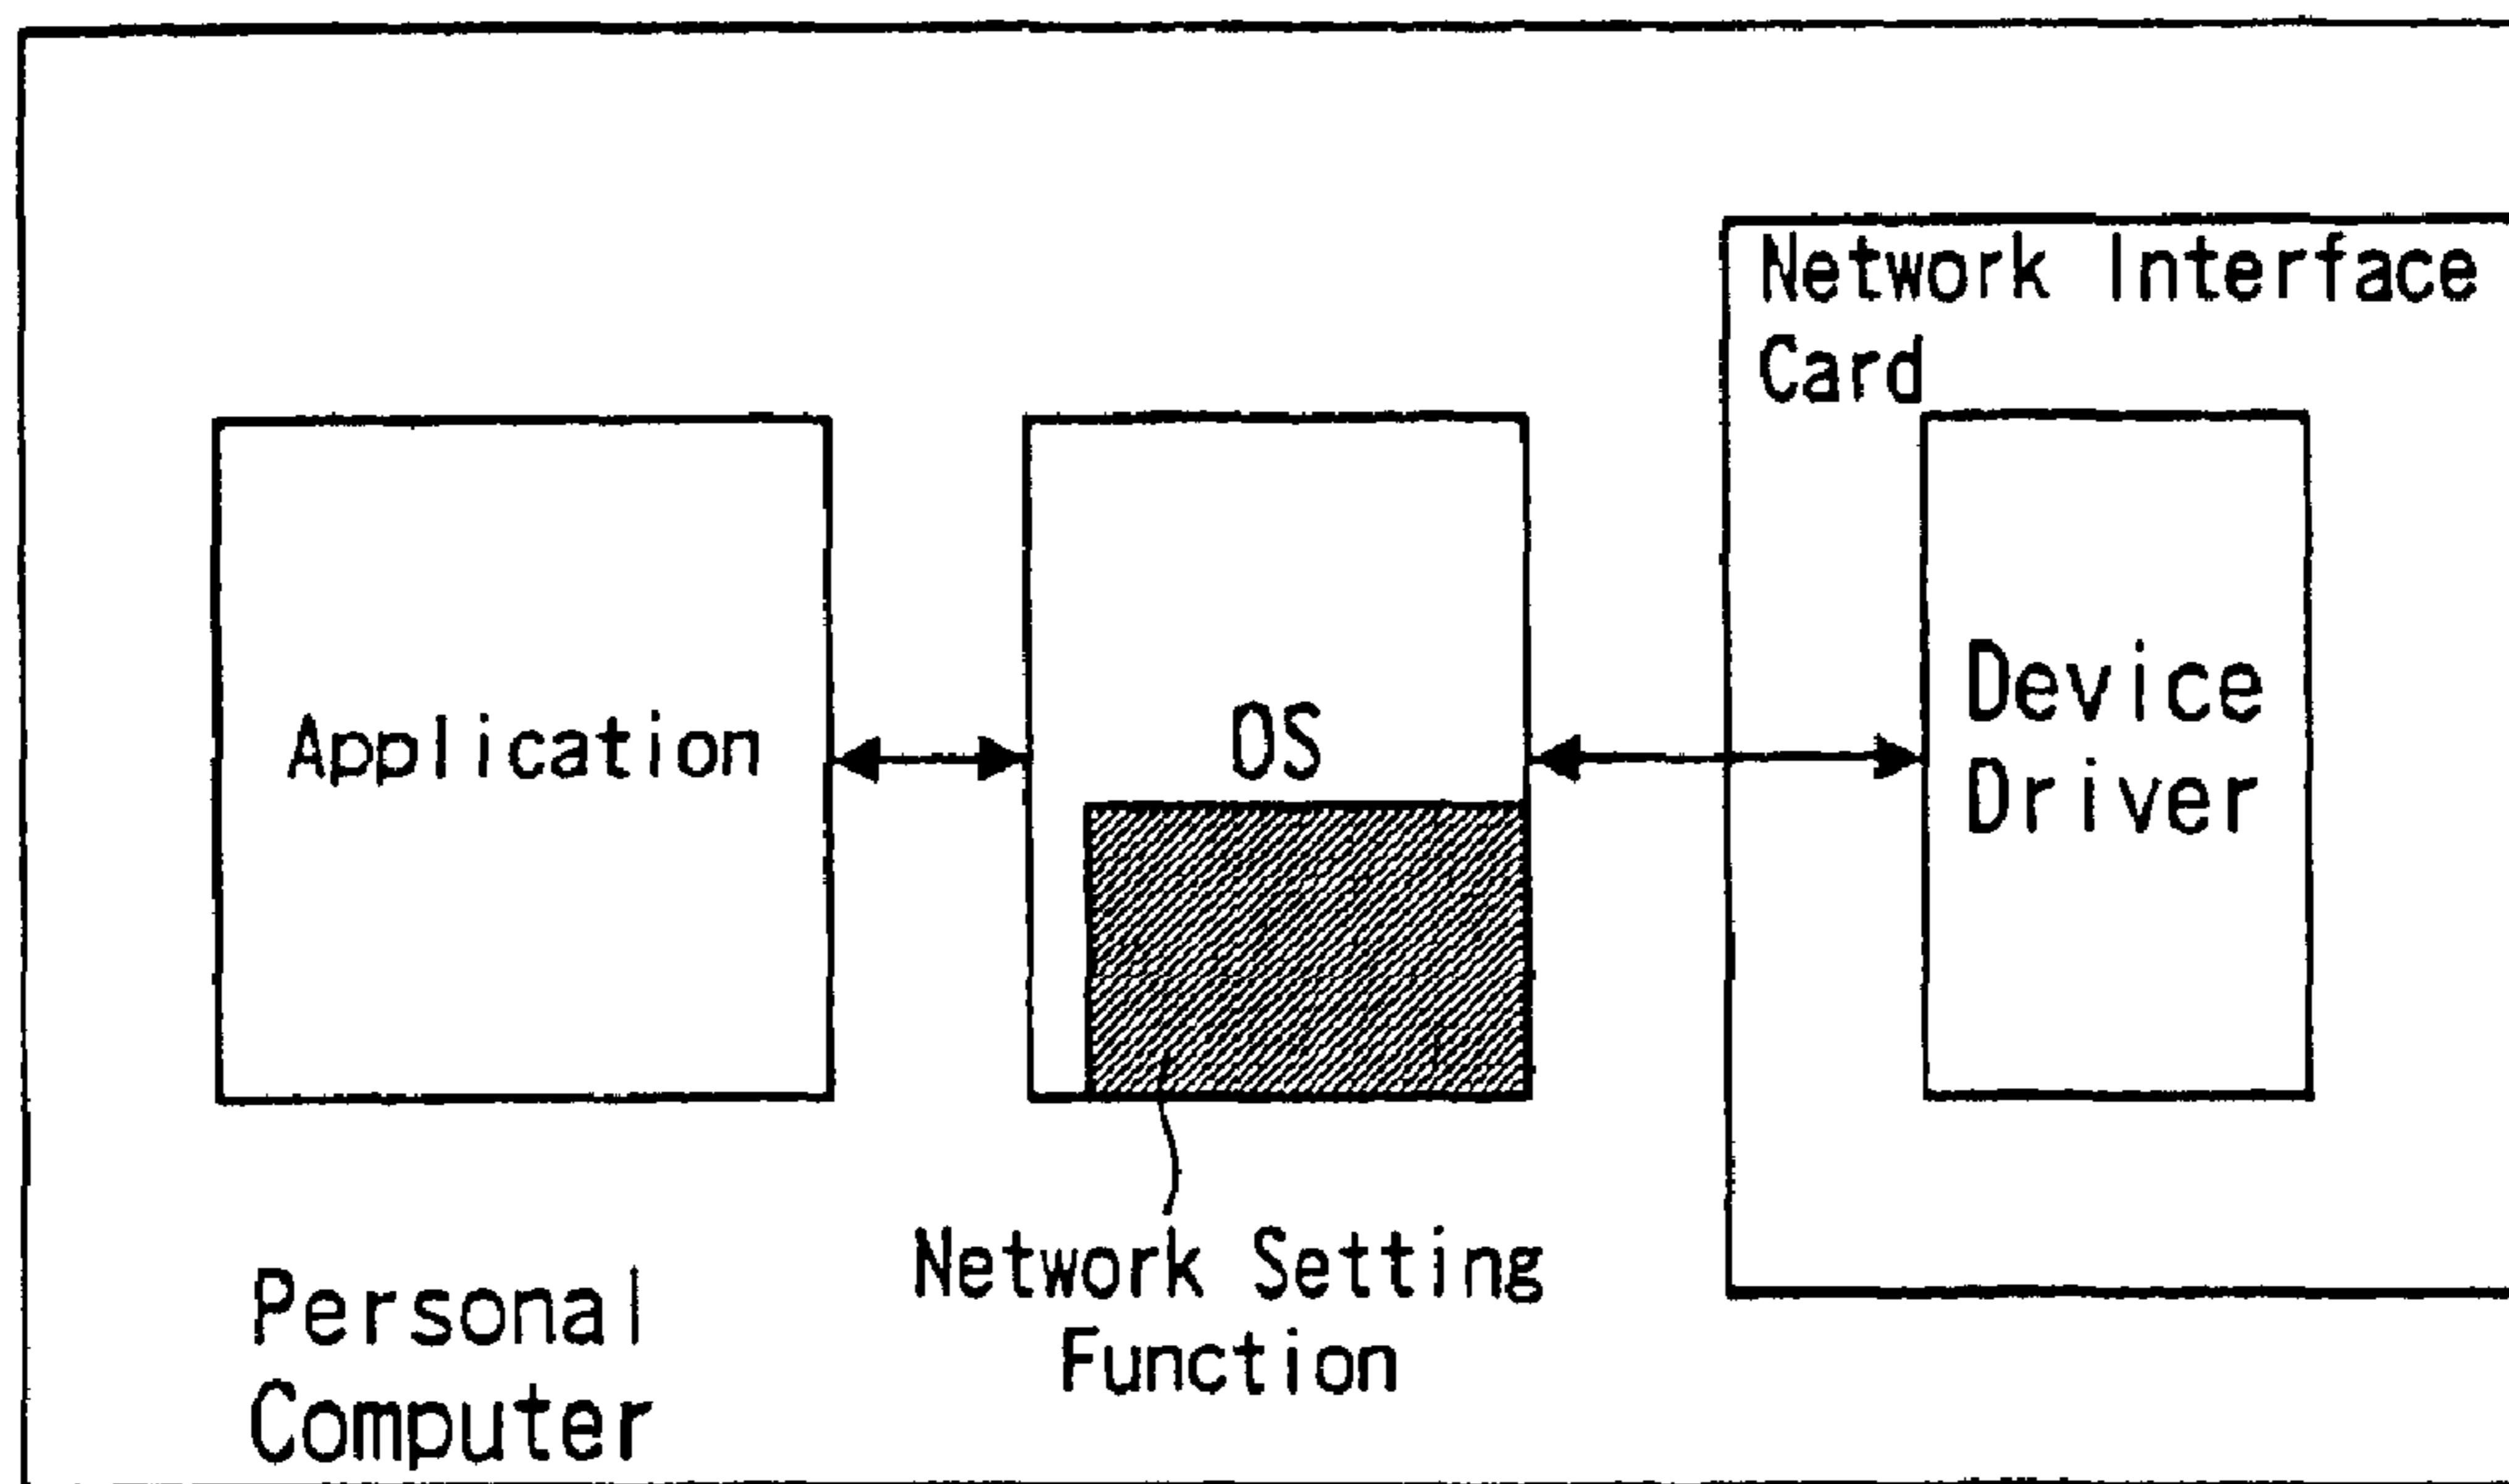 Network Interface
Card
Application
OS
Device
Driver
Network Setting
Function
Personal
Computer